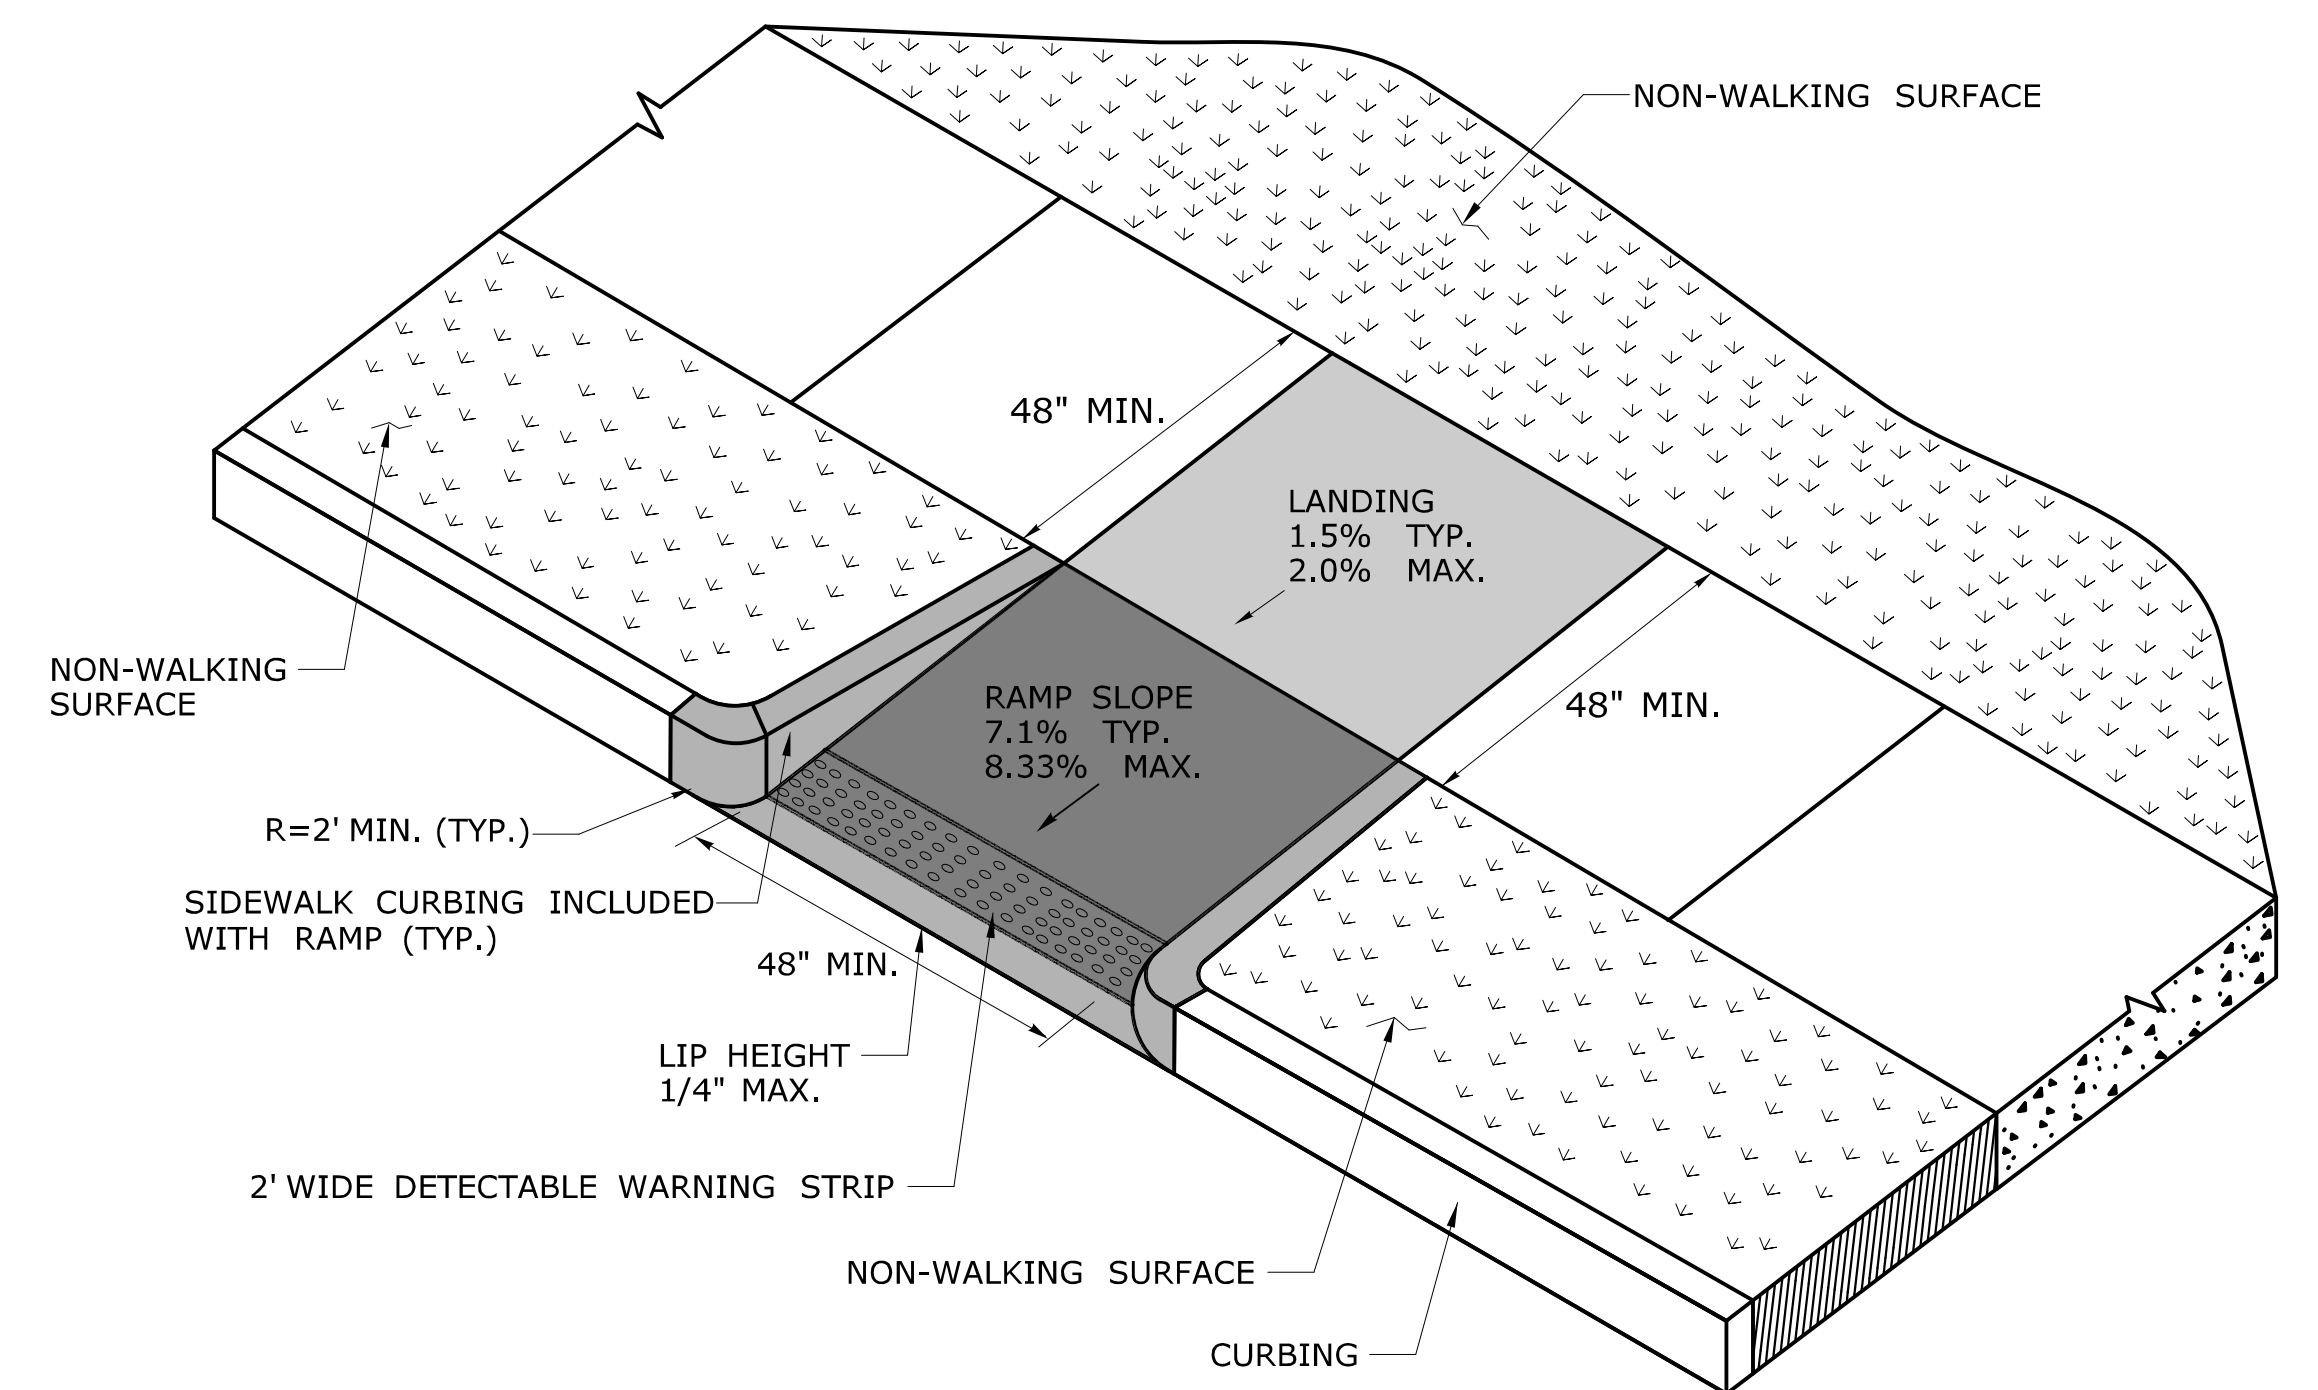 NON-WALKING SURFACE
48" MIN.
LANDING
1.5% TYP.
2.0% MAX.
NON-WALKING
SURFACE
RAMP SLOPE
7.1% TYP.
8.33% MAX.
48" MIN.
R=2' MIN. (TYP.)
SIDEWALK CURBING INCLUDED
WITH RAMP (TYP.)
48" MIN.
LIP HEIGHT
1/4" MAX.
2' WIDE DETECTABLE WARNING STRIP
NON-WALKING SURFACE
CURBING